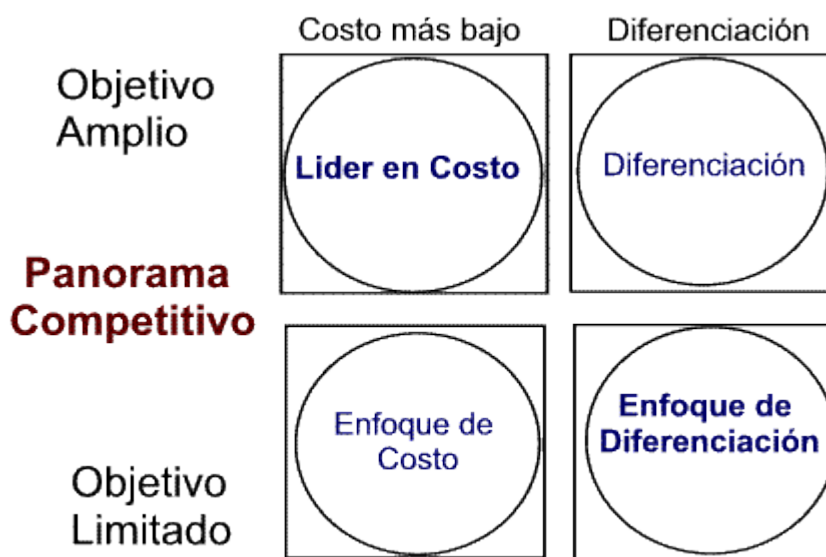 Costo más bajo
Diferenciación
Objetivo
Amplio
Lider en Costo
Diferenciación
Panorama
Competitivo
Enfoque de
Costo
Enfoque de
Diferenciación
Objetivo
Limitado